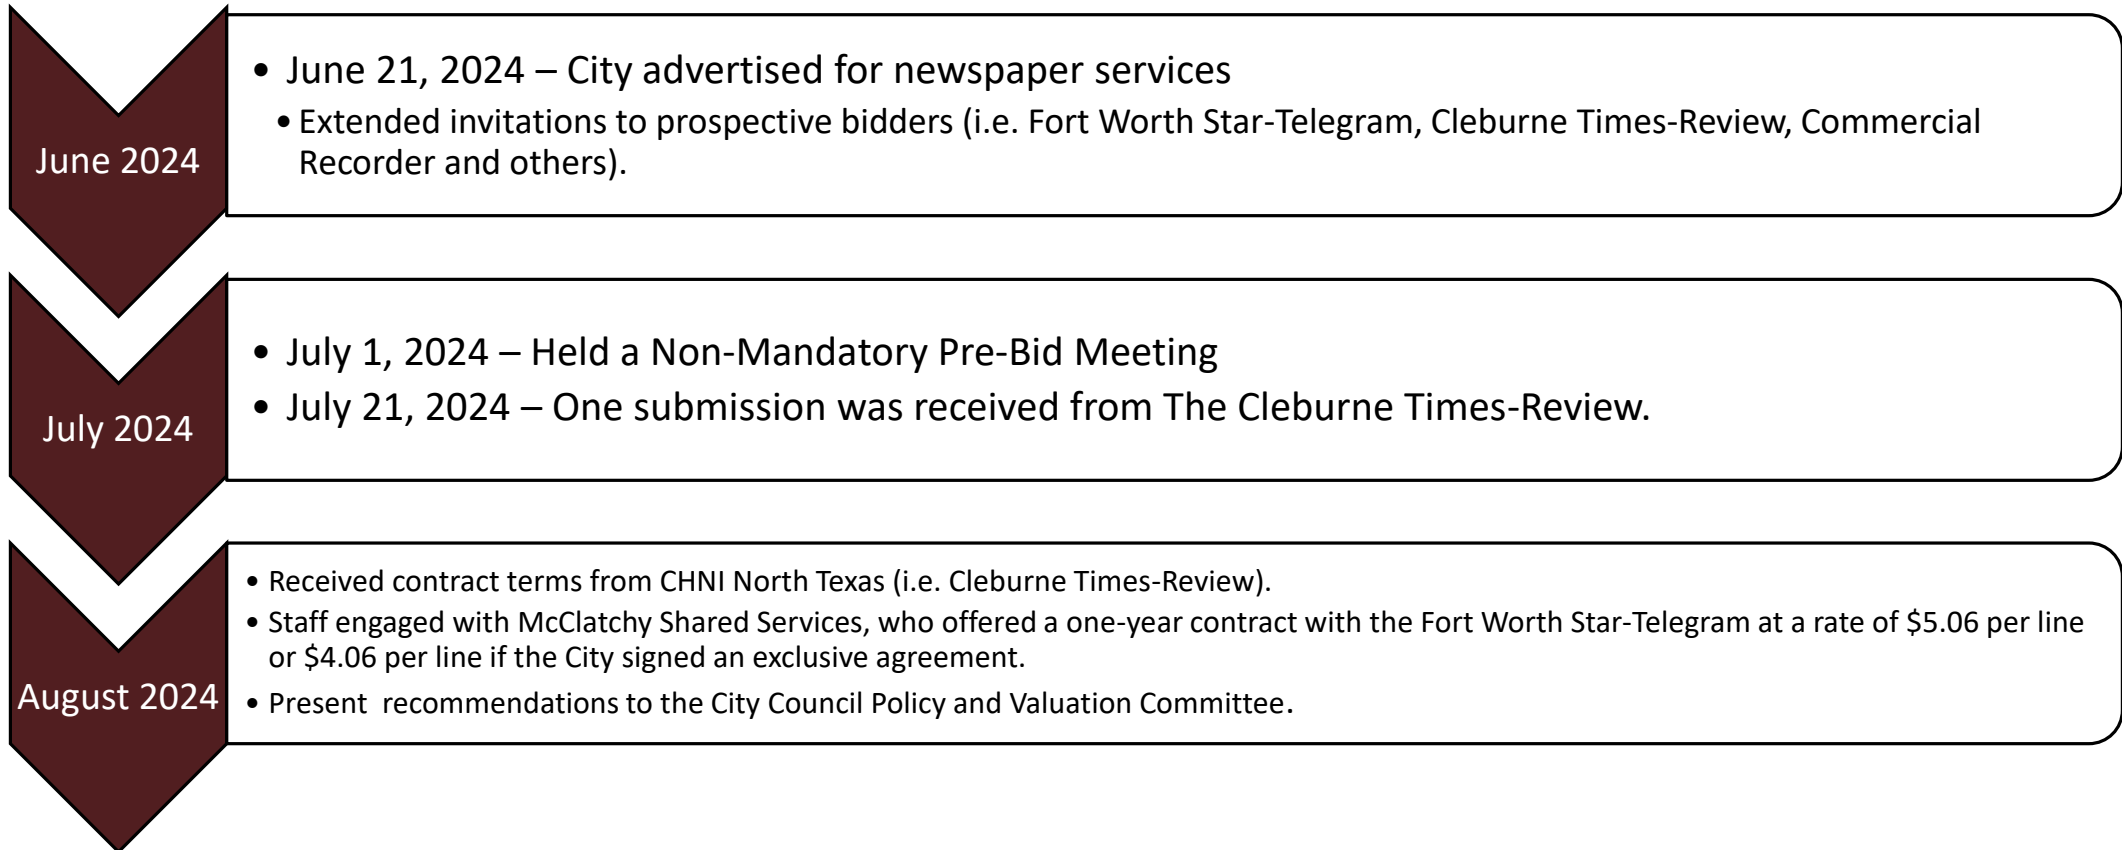 June 2024
• June 21, 2024 – City advertised for newspaper services
• Extended invitations to prospective bidders (i.e. Fort Worth Star-Telegram, Cleburne Times-Review, Commercial
Recorder and others).
July 2024
• July 1, 2024 – Held a Non-Mandatory Pre-Bid Meeting
• July 21, 2024 – One submission was received from The Cleburne Times-Review.
August 2024
• Received contract terms from CHNI North Texas (i.e. Cleburne Times-Review).
• Staff engaged with McClatchy Shared Services, who offered a one-year contract with the Fort Worth Star-Telegram at a rate of $5.06 per line
or $4.06 per line if the City signed an exclusive agreement.
• Present  recommendations to the City Council Policy and Valuation Committee.